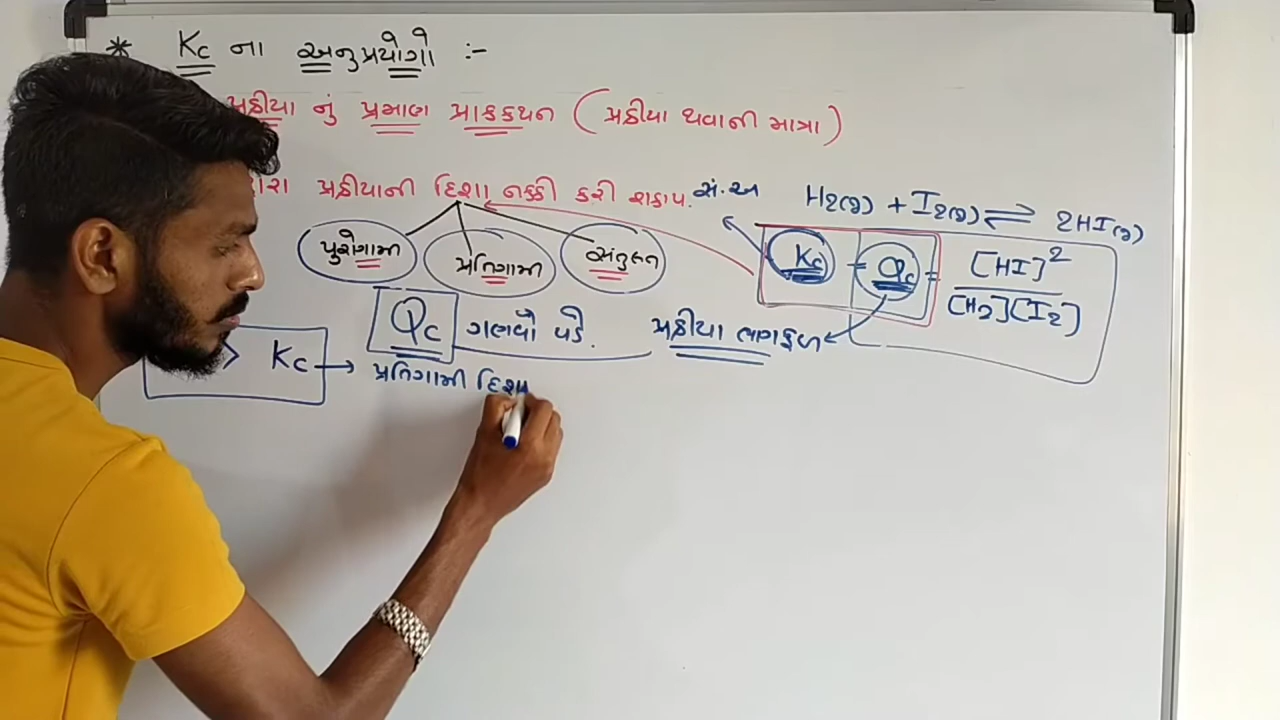 * Kc ના અનુપ્રયોગો :-
પ્રક્રીયા નું પ્રમાણ પ્રાકકથન ( પ્રક્રીયા થવાની માત્રા )
પ્રક્રીયાની દિશા નક્કી કરી શકાય.
સં.અ
H2(g) + I2(g) ⇌ 2HI(g)
પુરોગામી પ્રતિગામી સંતુલન
Kc = Qc = [HI]² / [H2][I2]
Qc ગણવો પડે.
પ્રક્રીયા ભાગફળ
> Kc → પ્રતિગામી દિશા